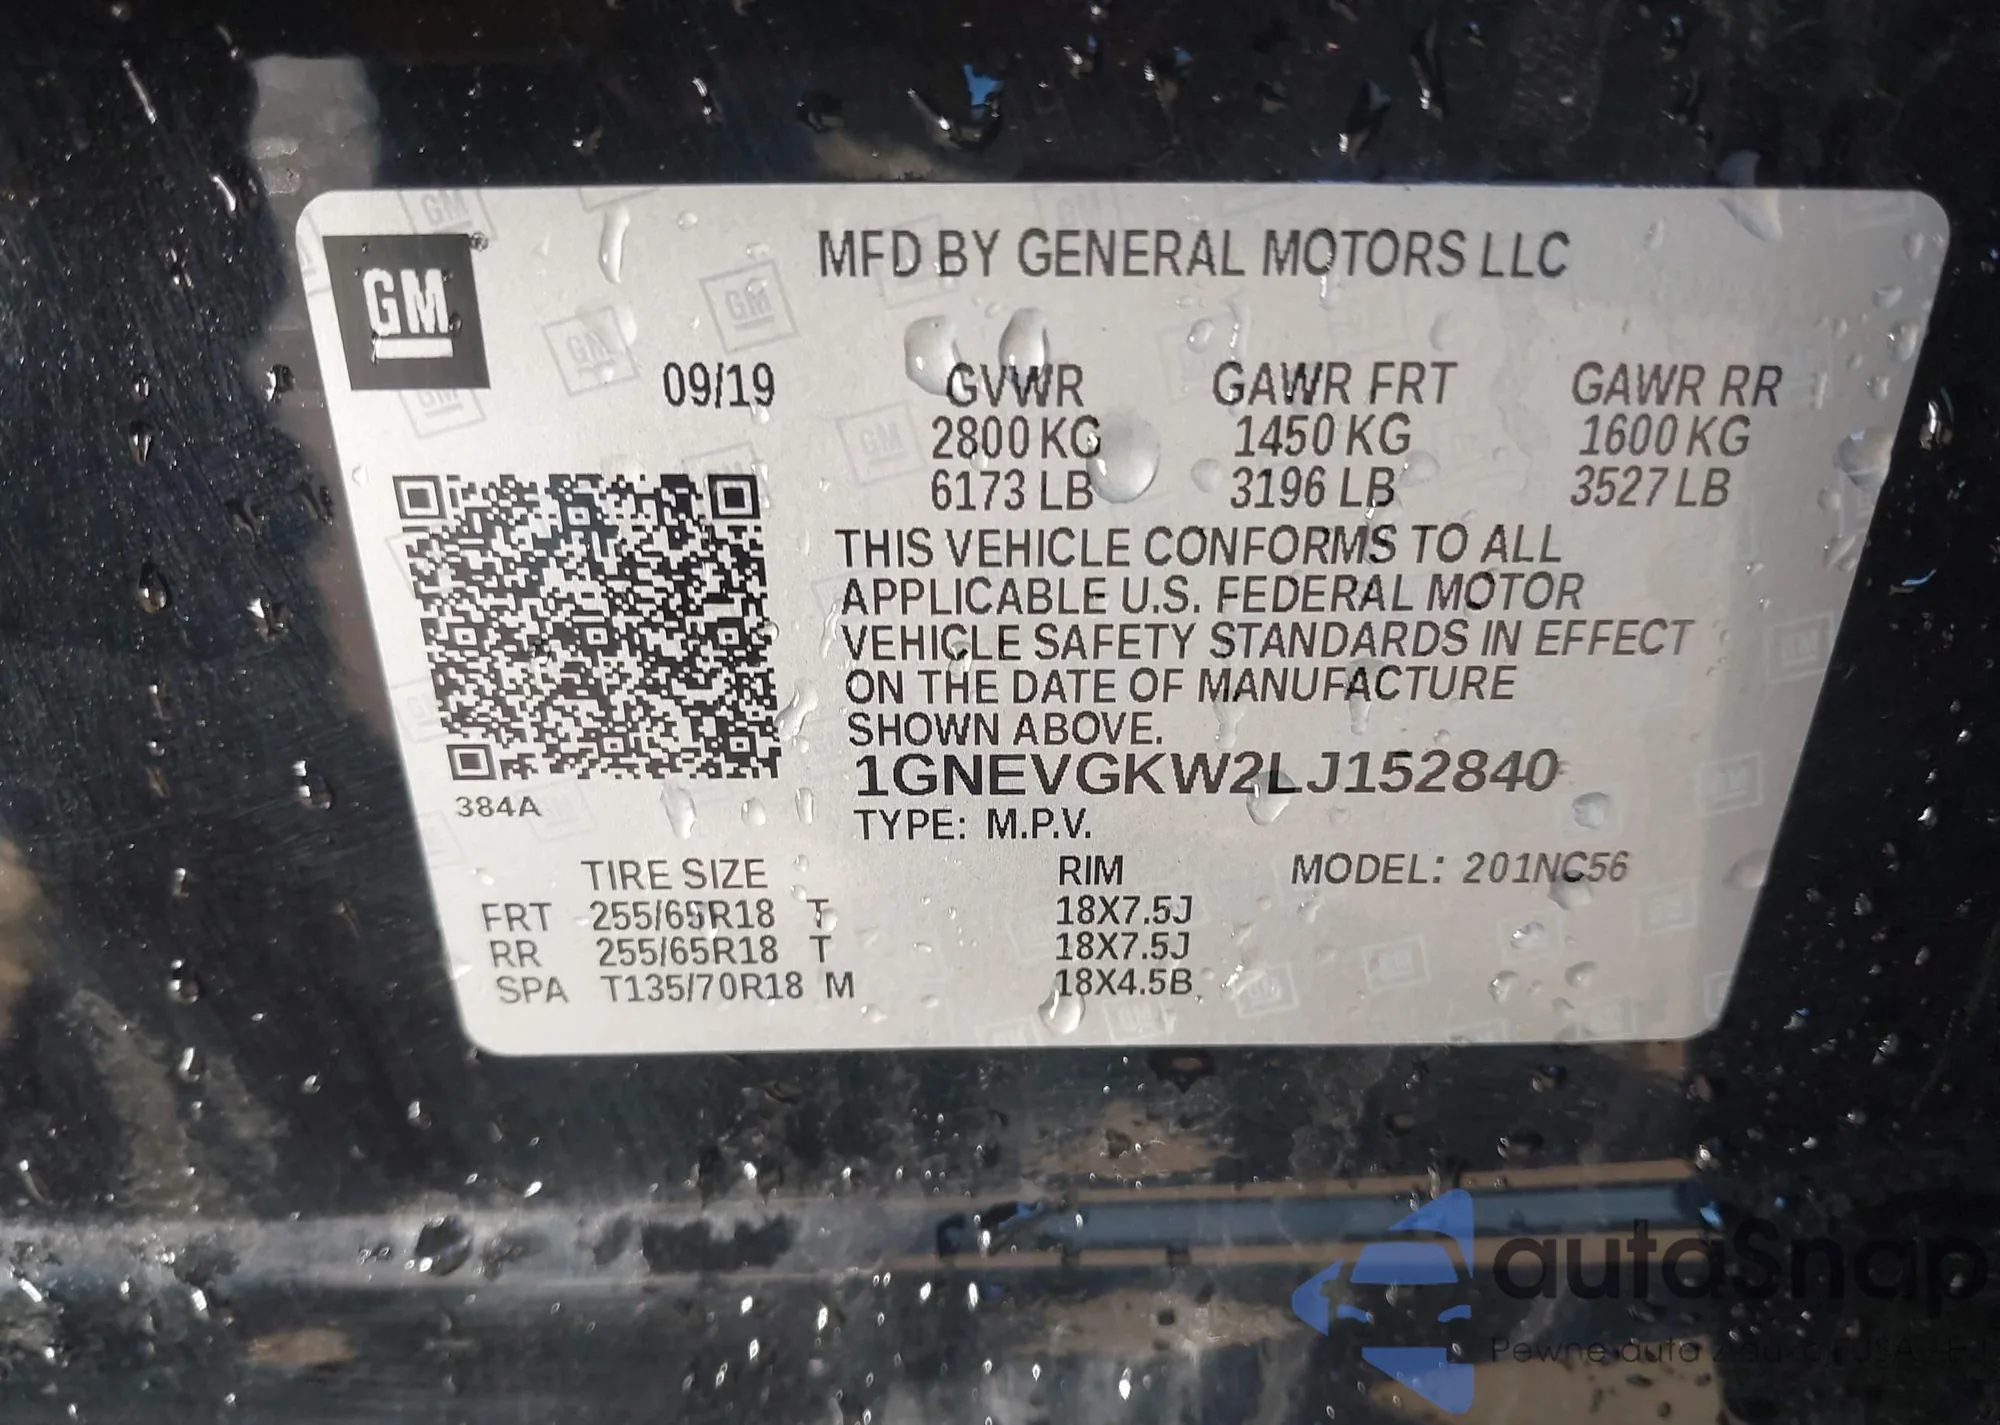 GM®
MFD BY GENERAL MOTORS LLC
09/19 GVWR GAWR FRT GAWR RR
2800 KG 1450 KG 1600 KG
6173 LB 3196 LB 3527 LB
THIS VEHICLE CONFORMS TO ALL
APPLICABLE U.S. FEDERAL MOTOR
VEHICLE SAFETY STANDARDS IN EFFECT
ON THE DATE OF MANUFACTURE
SHOWN ABOVE.
1GNEVGKW2LJ152840
384A
TYPE: M.P.V.
TIRE SIZE RIM MODEL: 201NC56
FRT 255/65R18 T 18X7.5J
RR 255/65R18 T 18X7.5J
SPA T135/70R18 M 18X4.5B
autaSnap
Pewne auto z